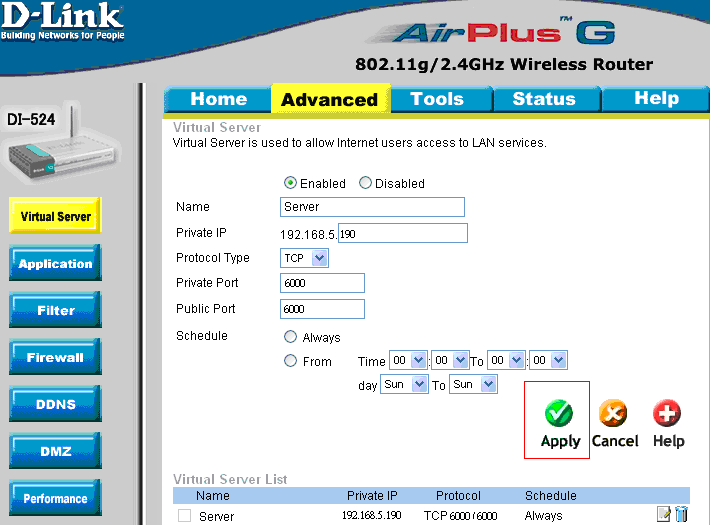 D-Link
Building Networks for People
AirPlus™ G
802.11g/2.4GHz Wireless Router
DI-524
Home Advanced Tools Status Help
Virtual Server
Application
Filter
Firewall
DDNS
DMZ
Performance
Virtual Server
Virtual Server is used to allow Internet users access to LAN services.
Enabled Disabled
Name Server
Private IP 192.168.5. 190
Protocol Type TCP
Private Port 6000
Public Port 6000
Schedule Always
From Time 00 : 00 To 00 : 00
day Sun To Sun
Apply Cancel Help
Virtual Server List
Name Private IP Protocol Schedule
Server 192.168.5.190 TCP 6000 / 6000 Always